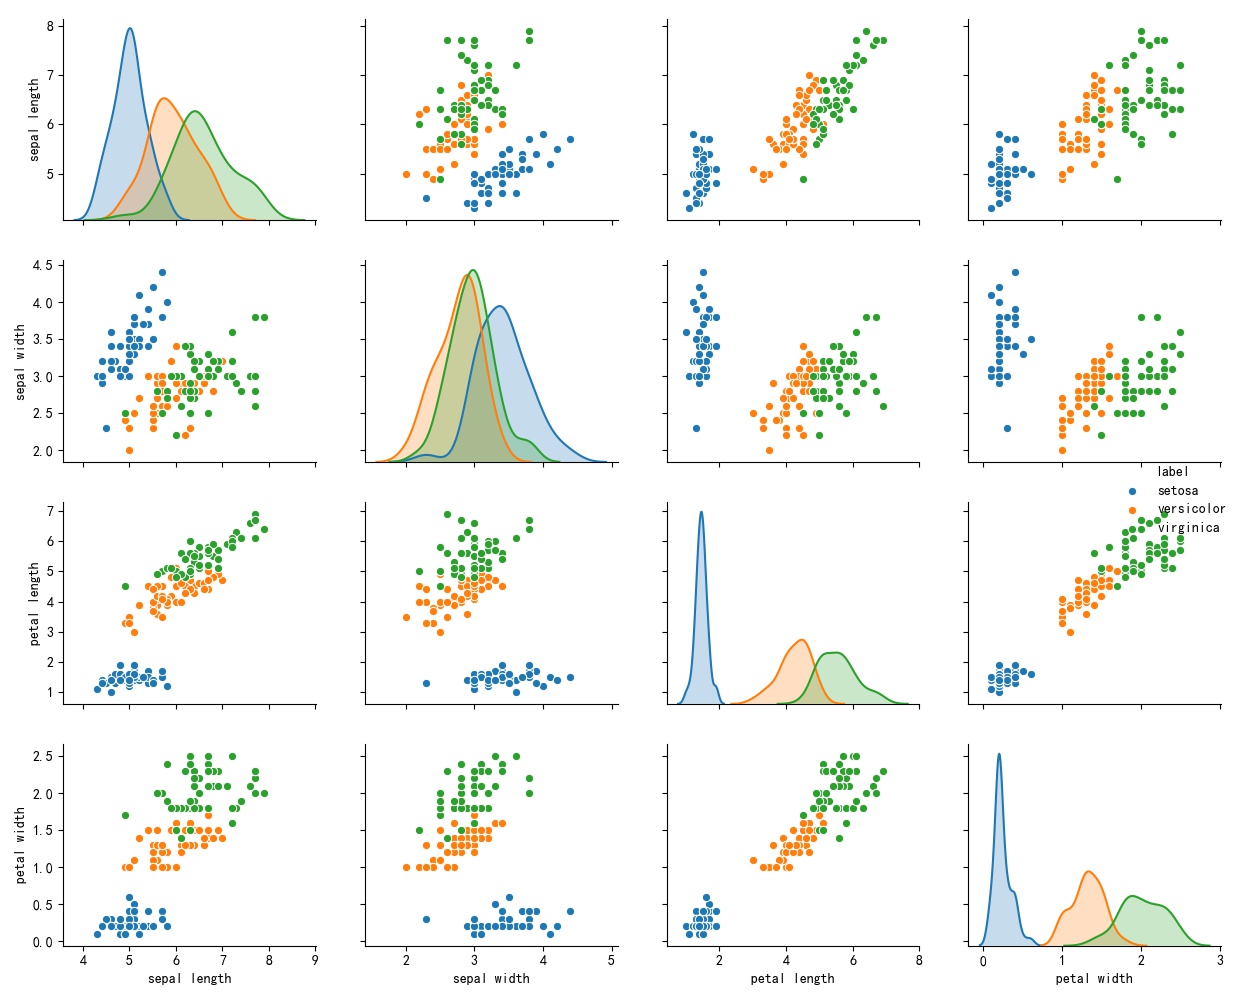 8
7
6
5
sepal length
4.5
4.0
3.5
3.0
2.5
2.0
sepal width
label
setosa
versicolor
virginica
7
6
5
4
3
2
1
petal length
2.5
2.0
1.5
1.0
0.5
0.0
petal width
4 5 6 7 8 9
sepal length
2 3 4 5
sepal width
2 4 6 8
petal length
0 1 2 3
petal width